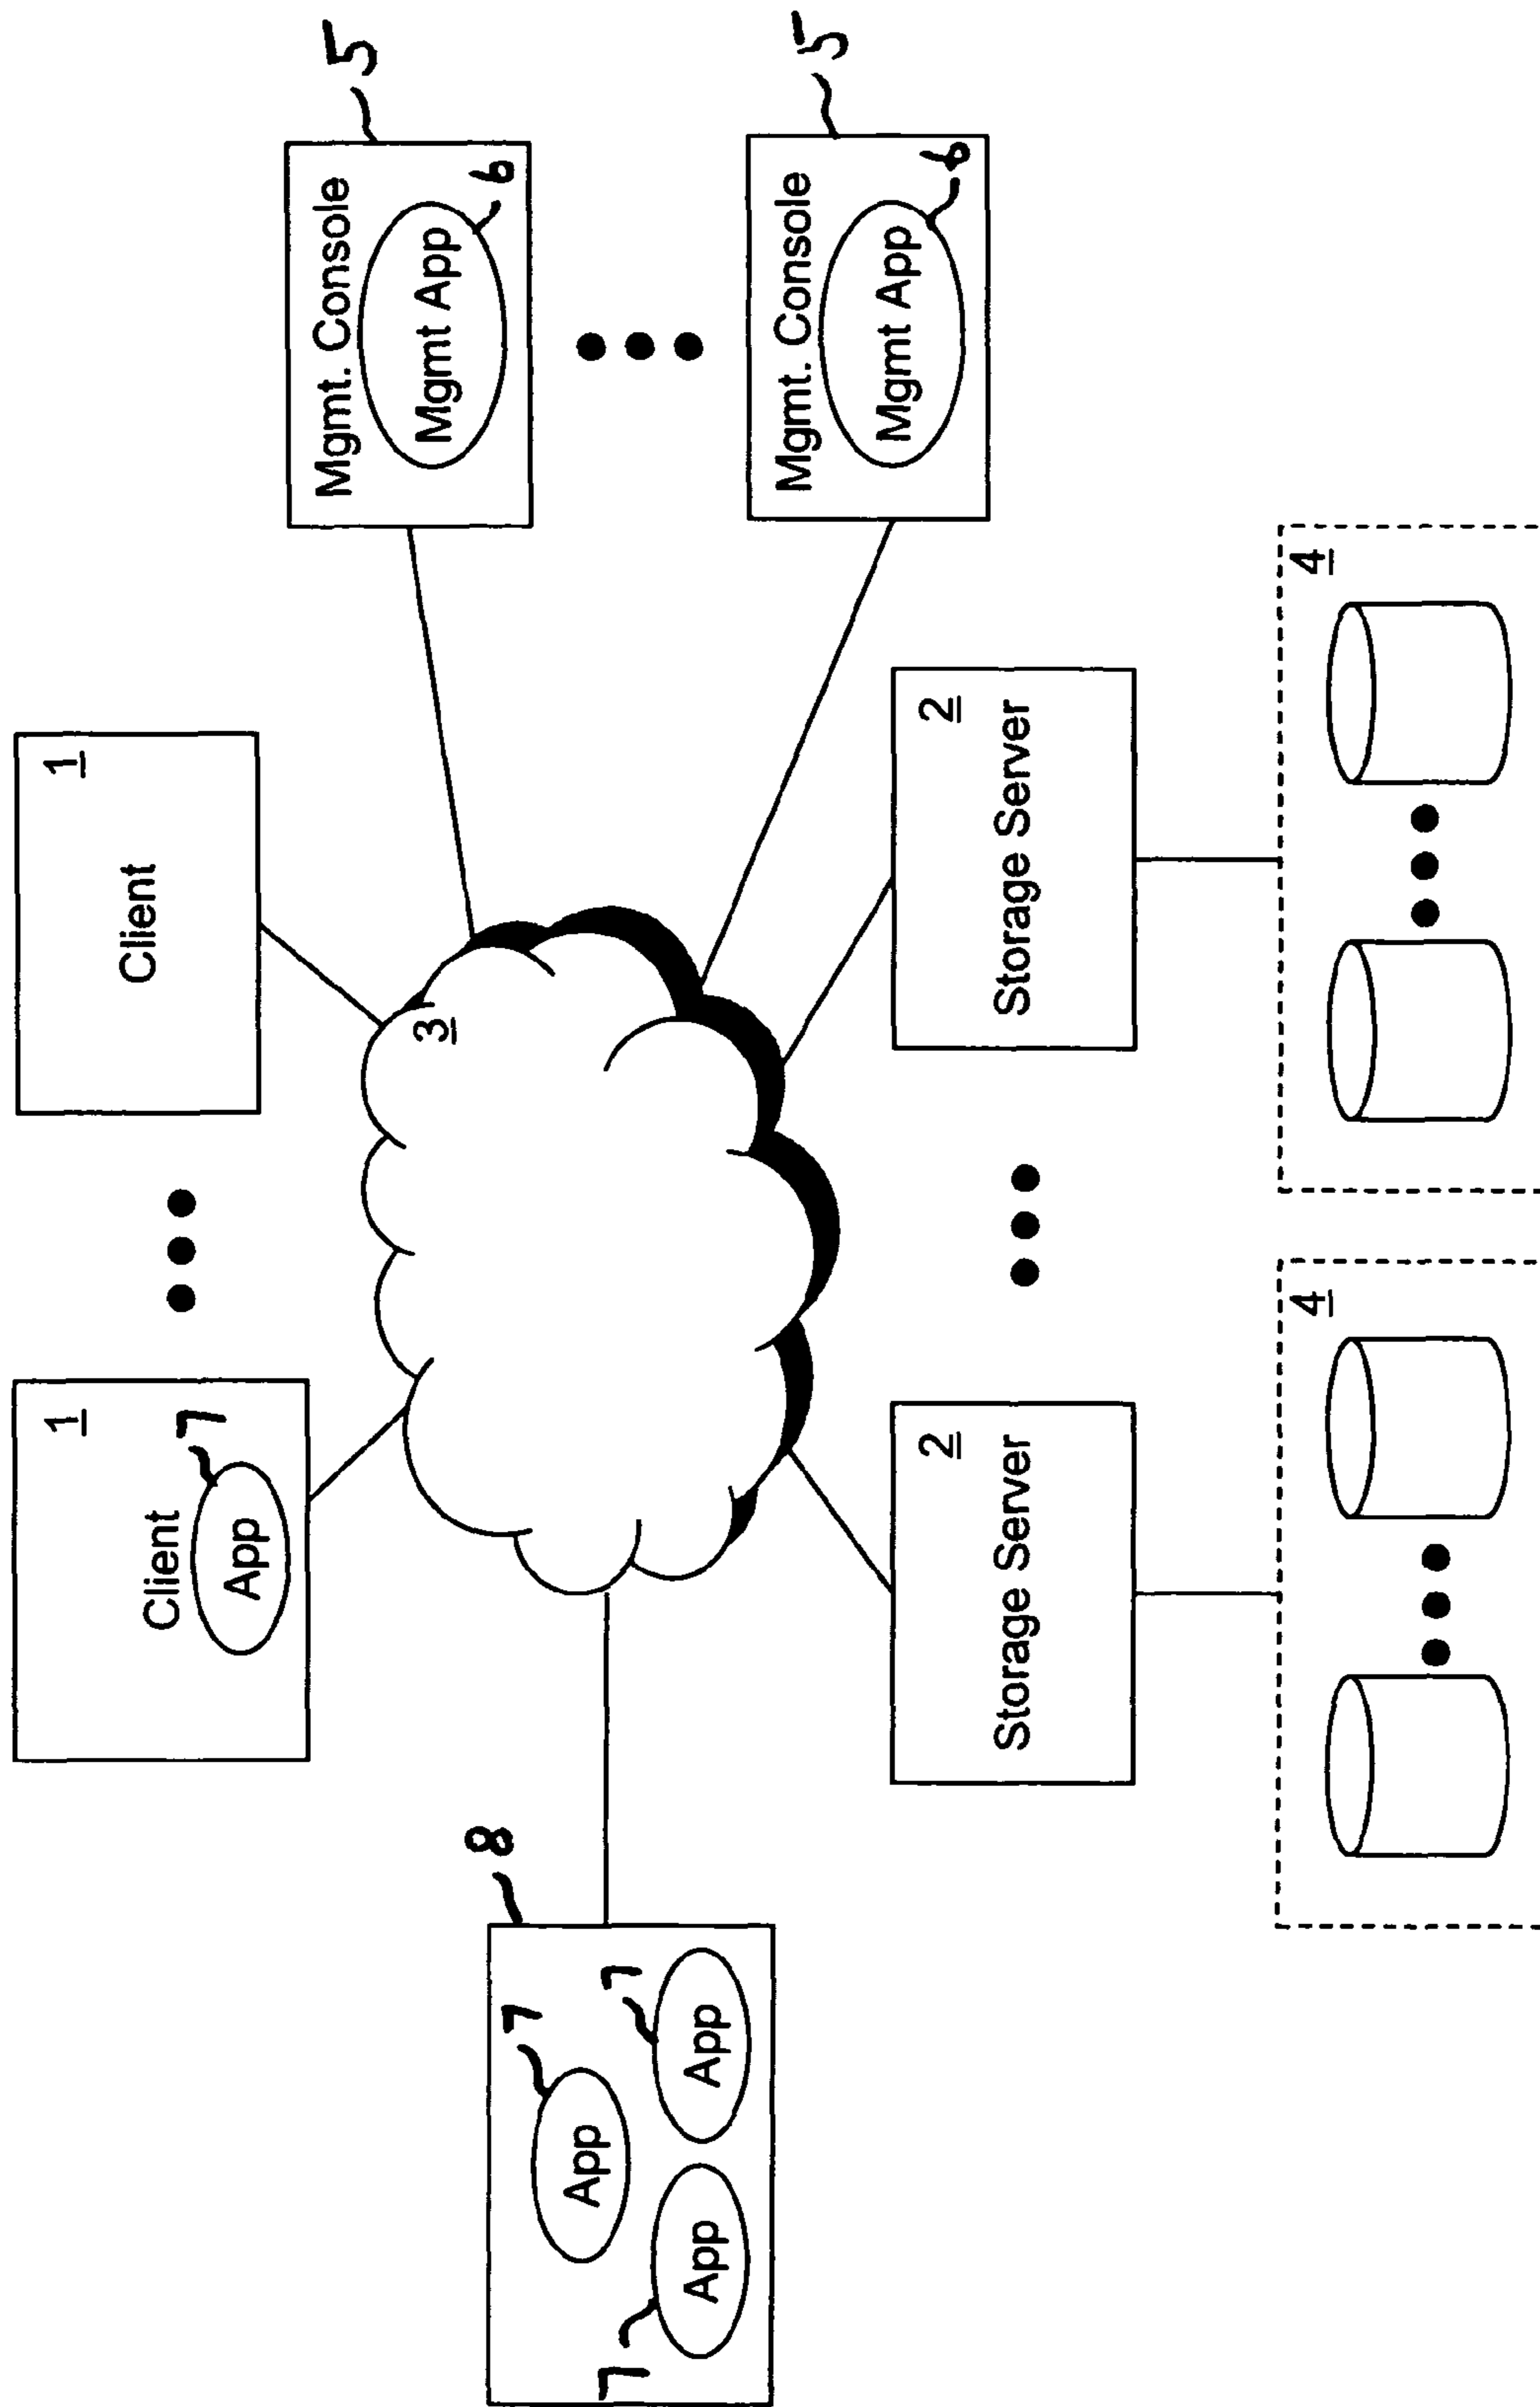 1
Client
7
App
1
Client
8
7
App
7
App
7
App
3
5
Mgmt. Console
Mgmt App
6
5
Mgmt. Console
Mgmt App
6
2
Storage Server
2
Storage Server
4
4